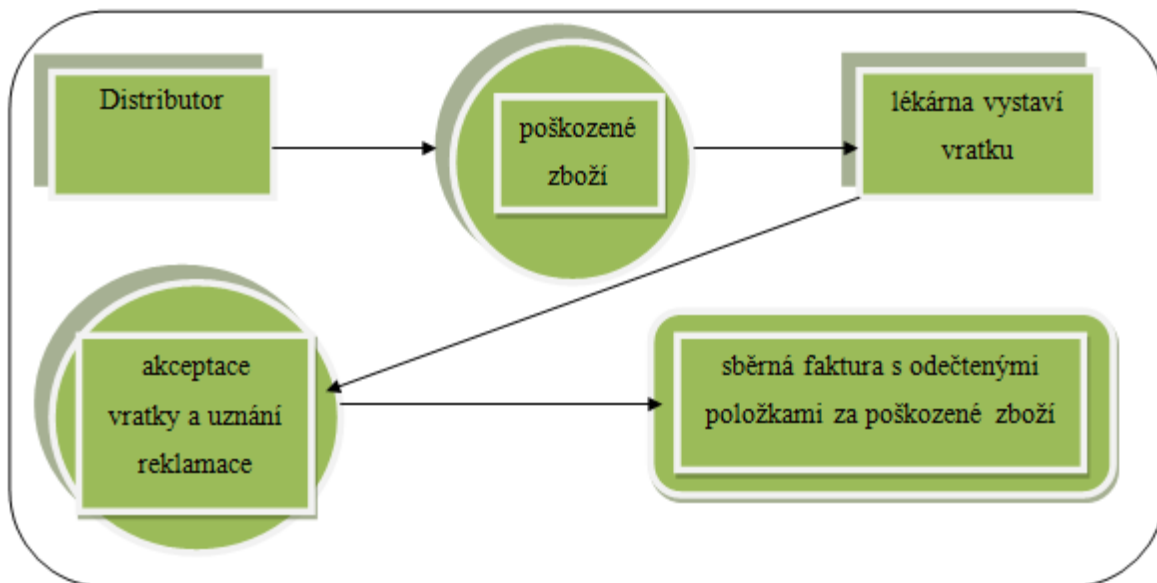 Distributor
poškozené
zboží
lékárna vystaví
vratku
akceptace
vratky a uznání
reklamace
sběrná faktura s odečtenými
položkami za poškozené zboží